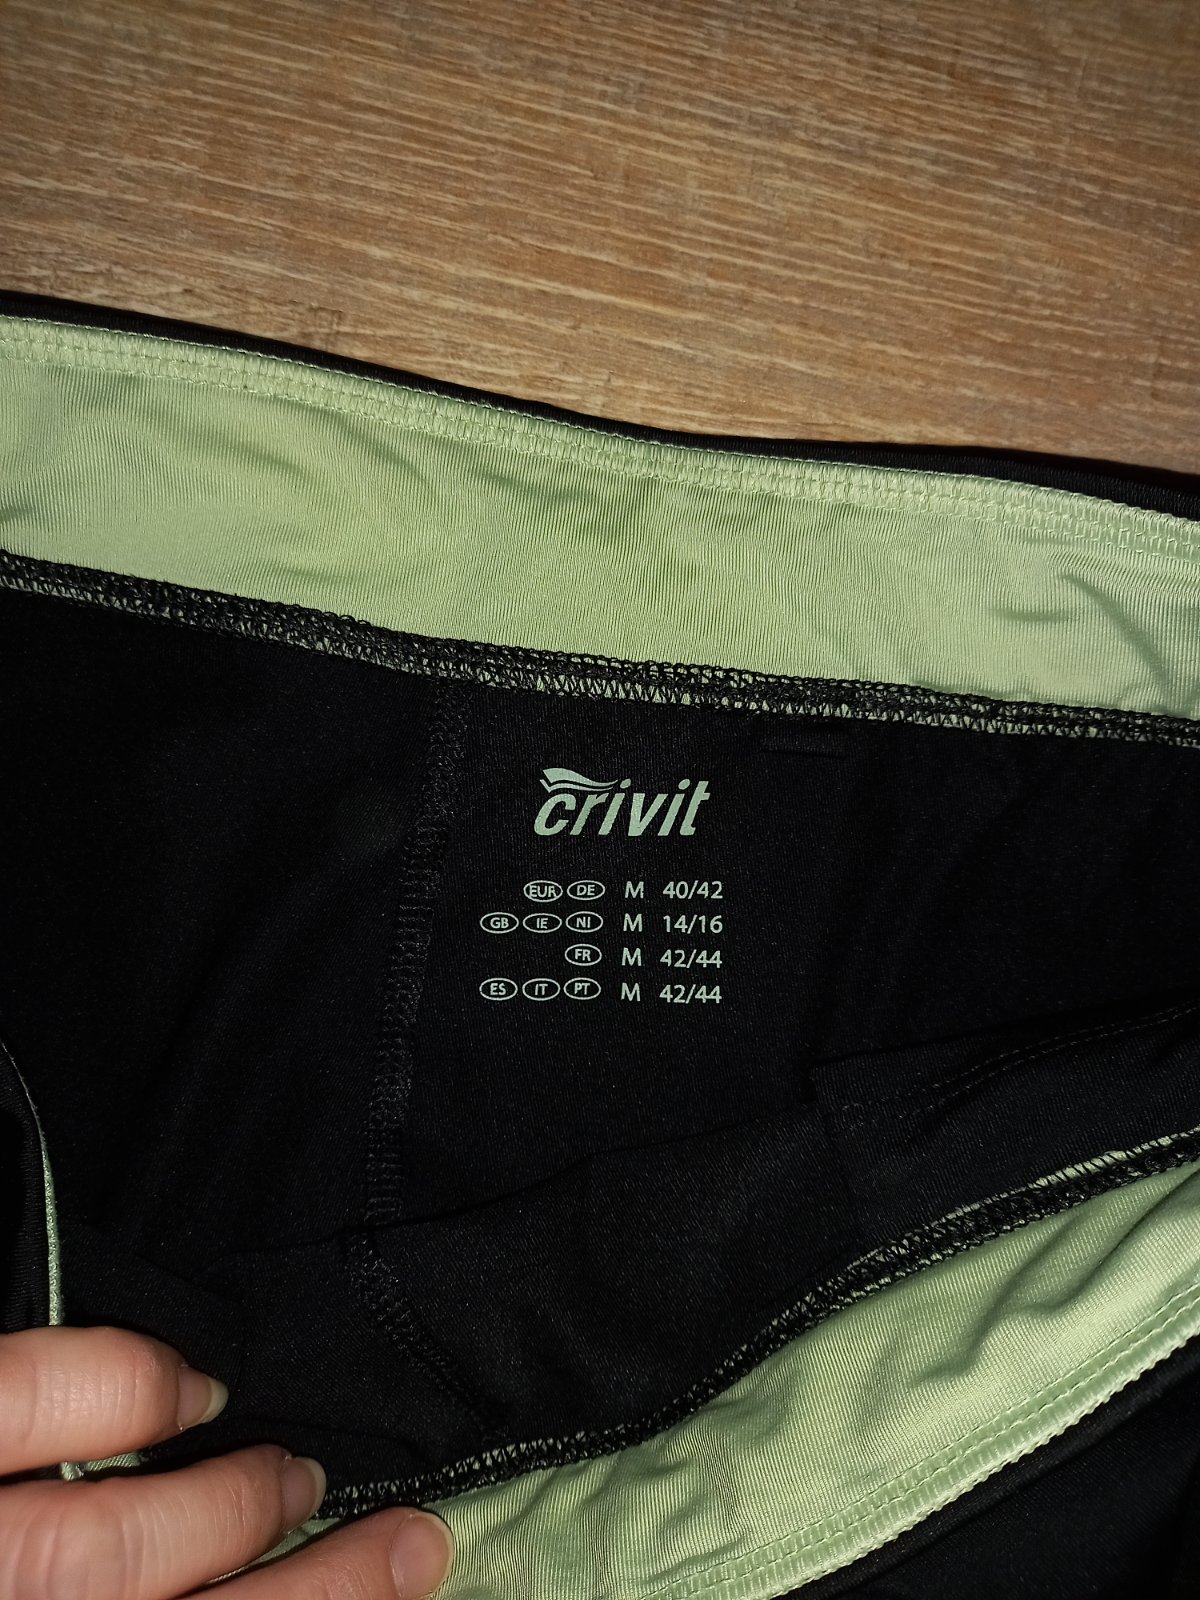 crivit
EUR DE M 40/42
GB IE NI M 14/16
FR M 42/44
ES IT PT M 42/44